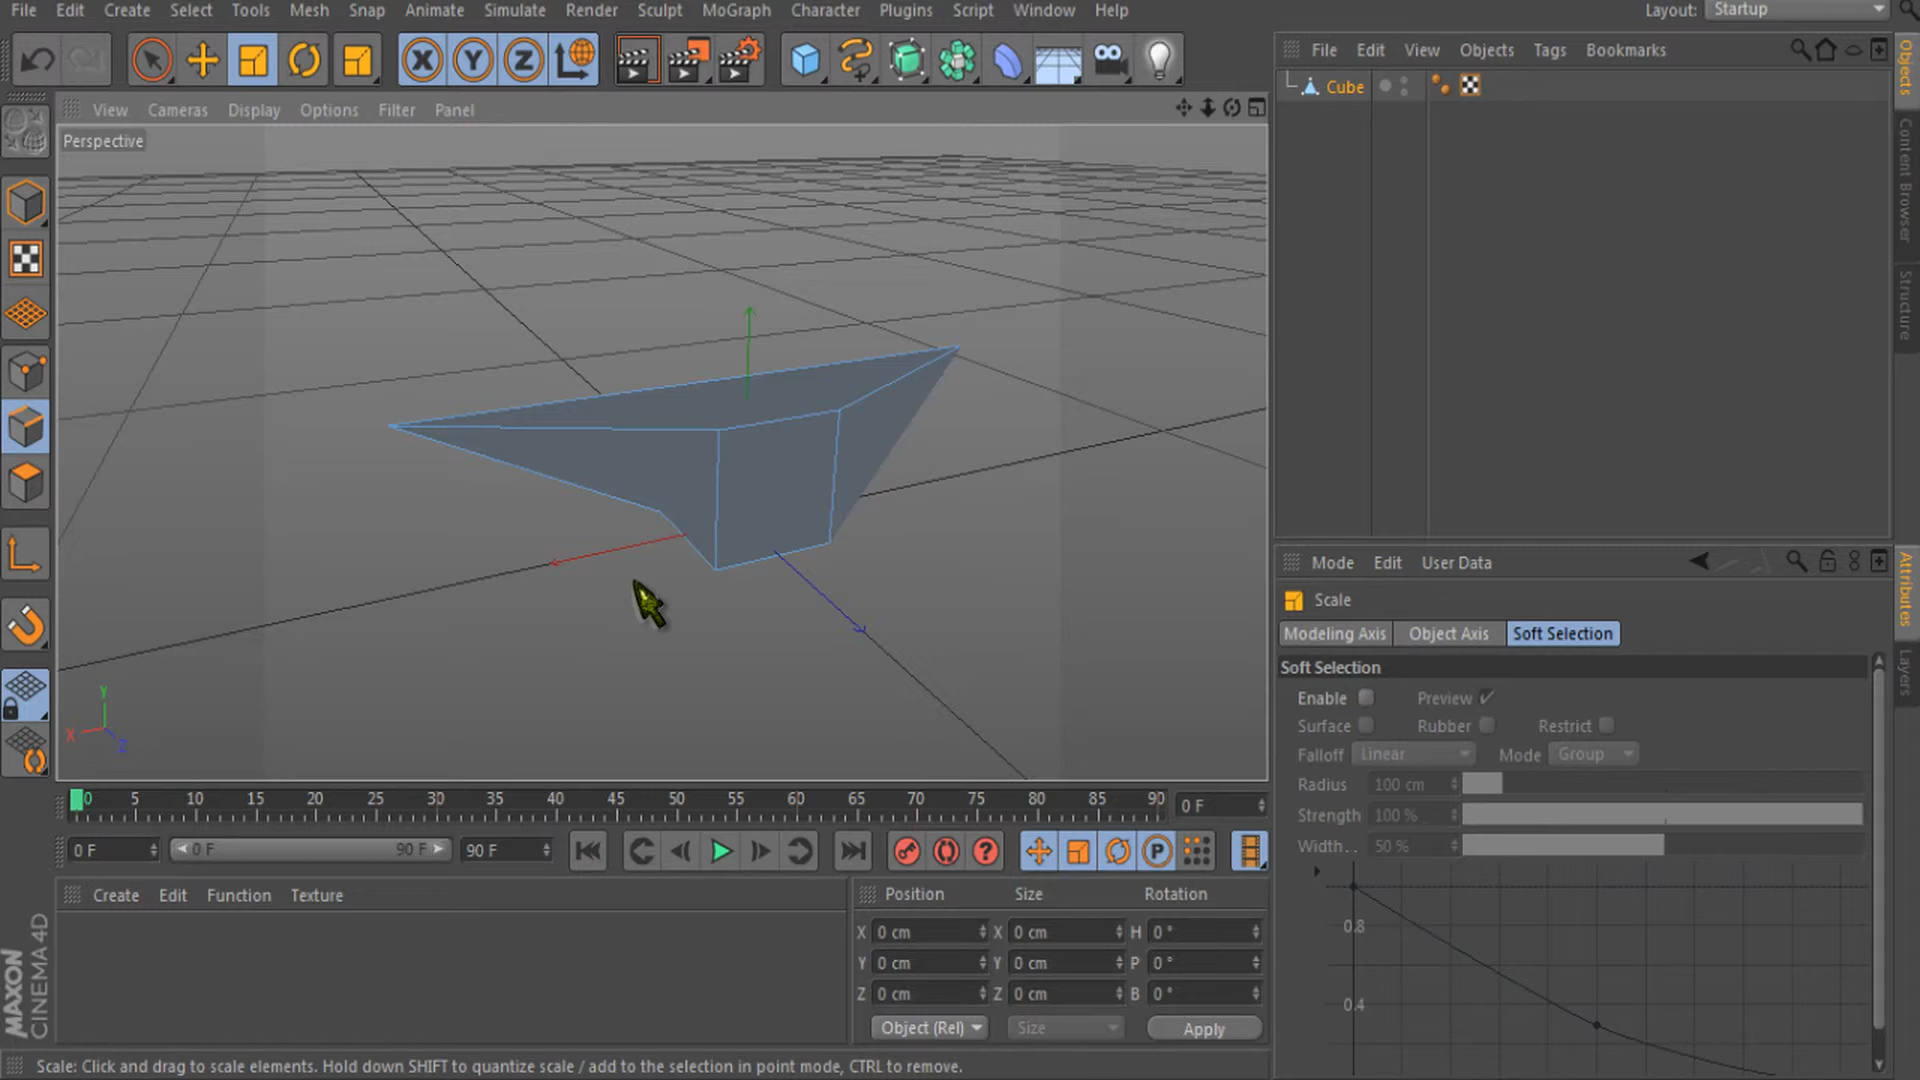 File Edit Create Select Tools Mesh Snap Animate Simulate Render Sculpt MoGraph Character Plugins Script Window Help Layout: Startup
File Edit View Objects Tags Bookmarks
Cube
View Cameras Display Options Filter Panel
Perspective
Objects
Content Browser
Structure
Mode Edit User Data
Scale
Modeling Axis Object Axis Soft Selection
Soft Selection
Enable Preview
Surface Rubber Restrict
Falloff Linear Mode Group
Radius 100 cm
Strength 100 %
Width . . 50 %
0.8
0.4
Attributes
Layers
Y
X
Z
0 5 10 15 20 25 30 35 40 45 50 55 60 65 70 75 80 85 90 0 F
0 F 0 F 90 F 90 F
Create Edit Function Texture
Position Size Rotation
X 0 cm X 0 cm H 0 °
Y 0 cm Y 0 cm P 0 °
Z 0 cm Z 0 cm B 0 °
Object (Rel) Size Apply
MAXON
CINEMA 4D
Scale: Click and drag to scale elements. Hold down SHIFT to quantize scale / add to the selection in point mode, CTRL to remove.